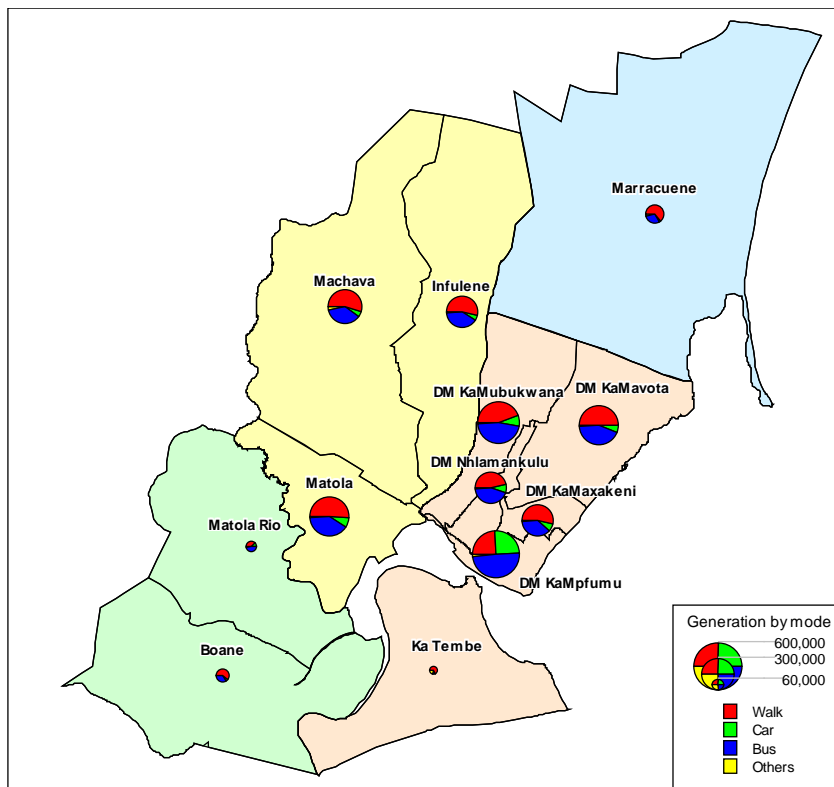 Marracuene
Machava
Infulene
DM KaMubukwana
DM KaMavota
DM Nhlamankulu
Matola
DM KaMaxakeni
Matola Rio
DM KaMpfumu
Boane
Ka Tembe
Generation by mode
600,000
300,000
60,000
Walk
Car
Bus
Others